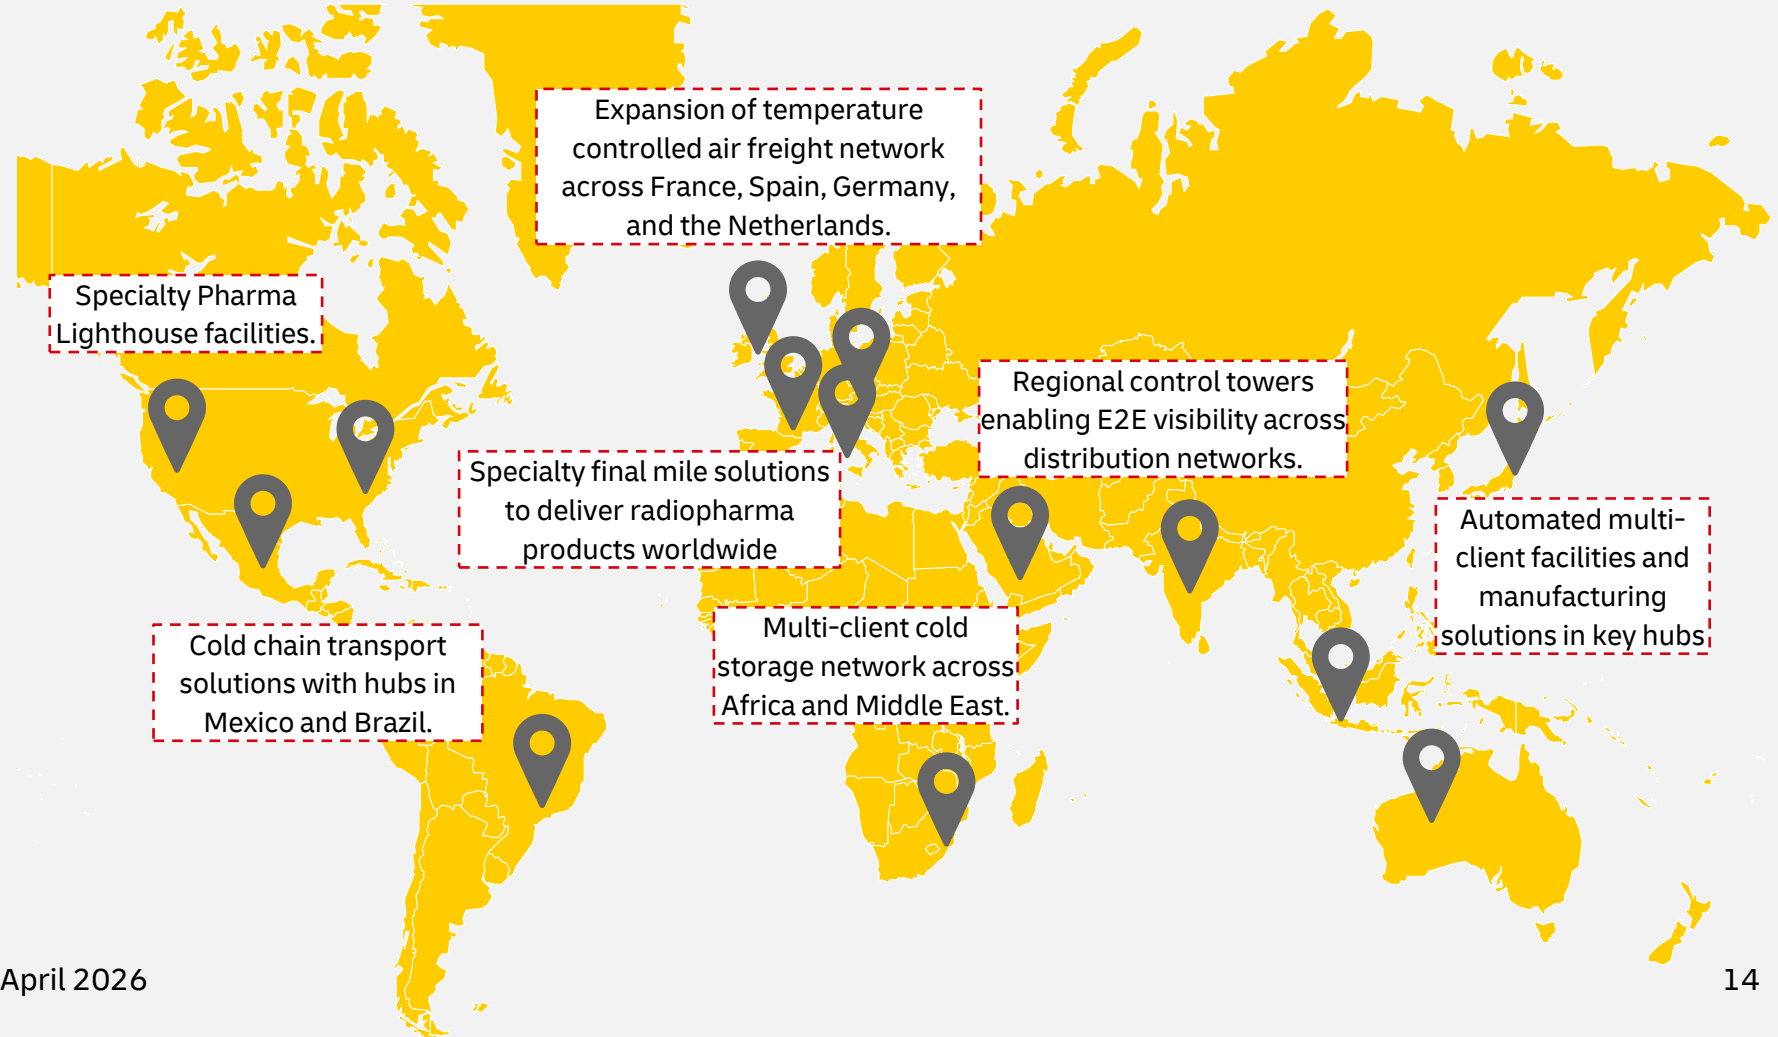 Expansion of temperature
controlled air freight network
across France, Spain, Germany,
and the Netherlands.
Specialty Pharma
Lighthouse facilities.
Regional control towers
enabling E2E visibility across
distribution networks.
Specialty final mile solutions
to deliver radiopharma
products worldwide
Automated multi-
client facilities and
manufacturing
solutions in key hubs
Cold chain transport
solutions with hubs in
Mexico and Brazil.
Multi-client cold
storage network across
Africa and Middle East.
April 2026
14